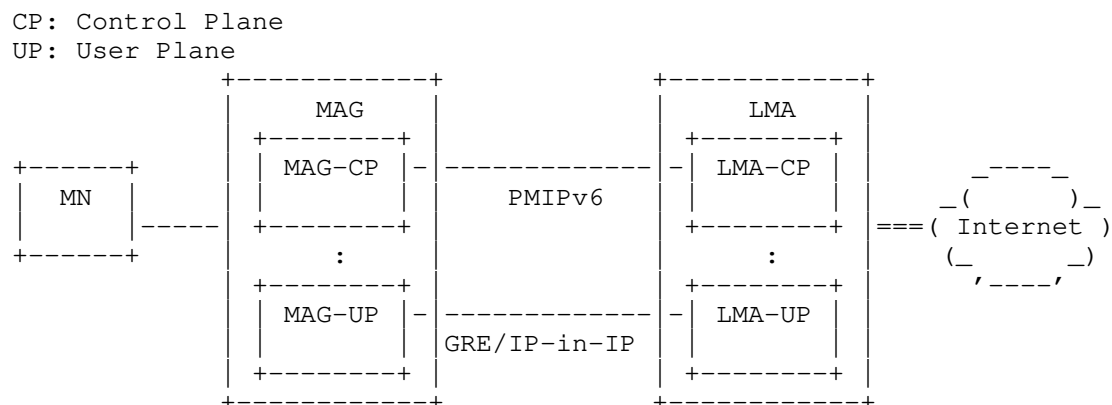 CP: Control Plane
UP: User Plane
MAG LMA
MAG-CP LMA-CP
MN PMIPv6
Internet
: :
MAG-UP LMA-UP
GRE/IP-in-IP